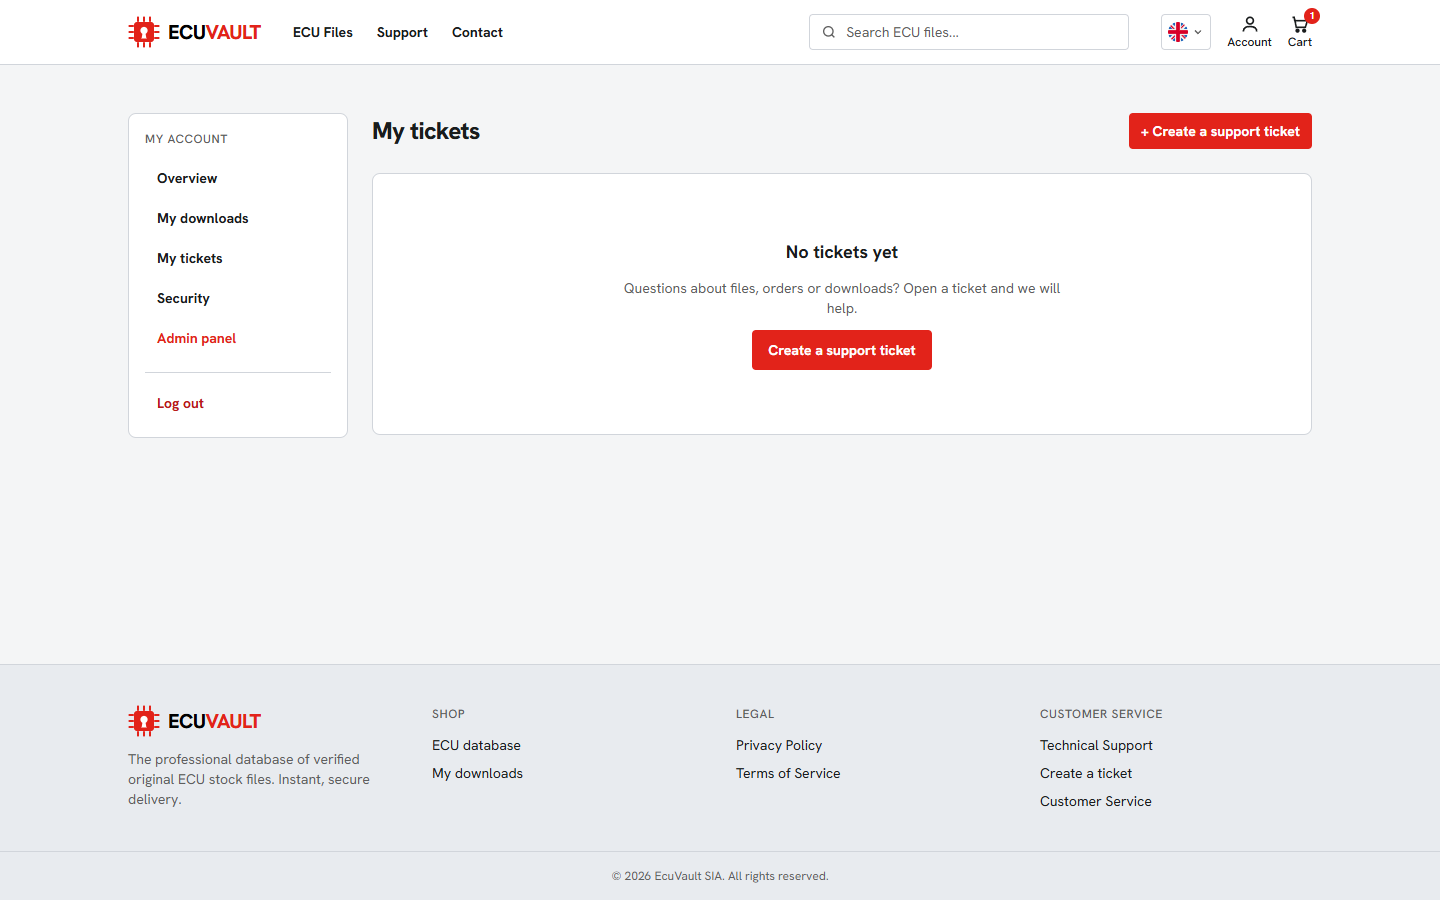 ECUVAULT
ECU Files
Support
Contact
Search ECU files...
Account
1
Cart
MY ACCOUNT
Overview
My downloads
My tickets
Security
Admin panel
Log out
My tickets
+ Create a support ticket
No tickets yet
Questions about files, orders or downloads? Open a ticket and we will
help.
Create a support ticket
ECUVAULT
The professional database of verified
original ECU stock files. Instant, secure
delivery.
SHOP
ECU database
My downloads
LEGAL
Privacy Policy
Terms of Service
CUSTOMER SERVICE
Technical Support
Create a ticket
Customer Service
© 2026 EcuVault SIA. All rights reserved.